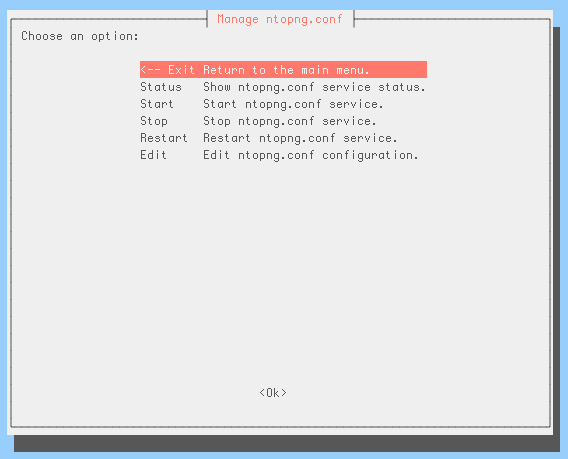 Manage ntopng.conf
Choose an option:
<-- Exit Return to the main menu.
Status Show ntopng.conf service status.
Start Start ntopng.conf service.
Stop Stop ntopng.conf service.
Restart Restart ntopng.conf service.
Edit Edit ntopng.conf configuration.
<Ok>